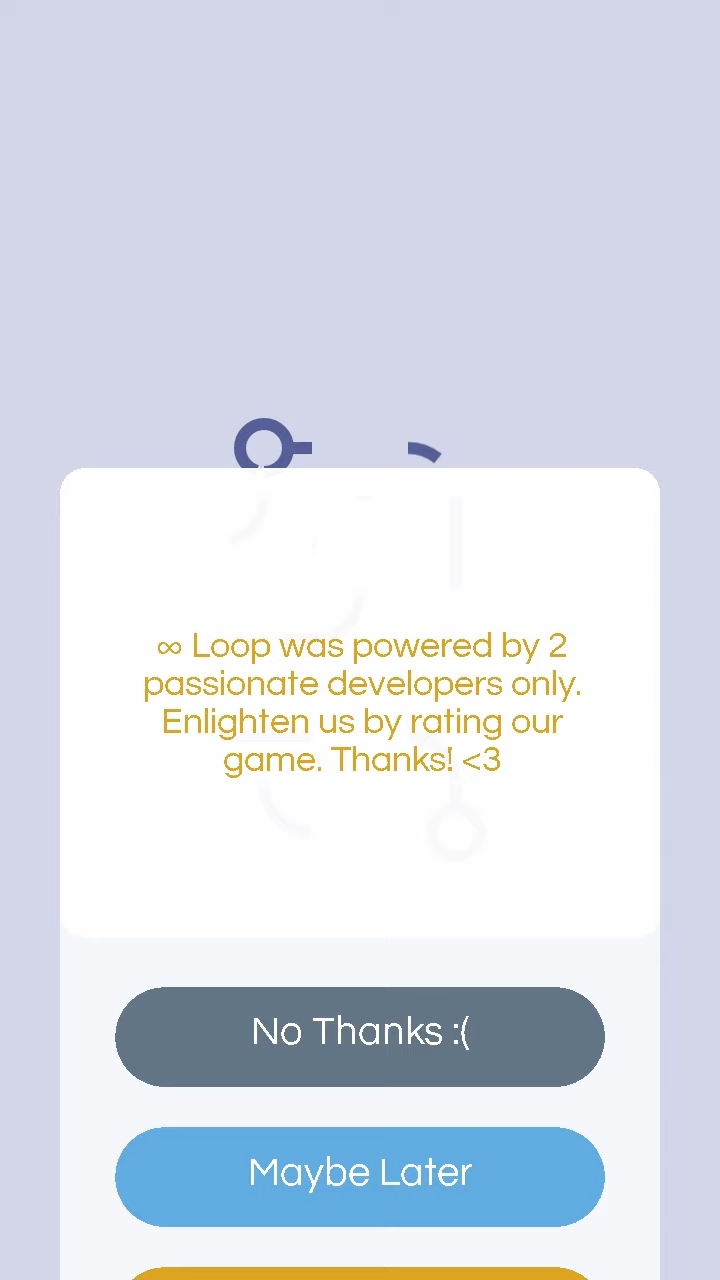 ∞ Loop was powered by 2
passionate developers only.
Enlighten us by rating our
game. Thanks! <3
No Thanks :(
Maybe Later